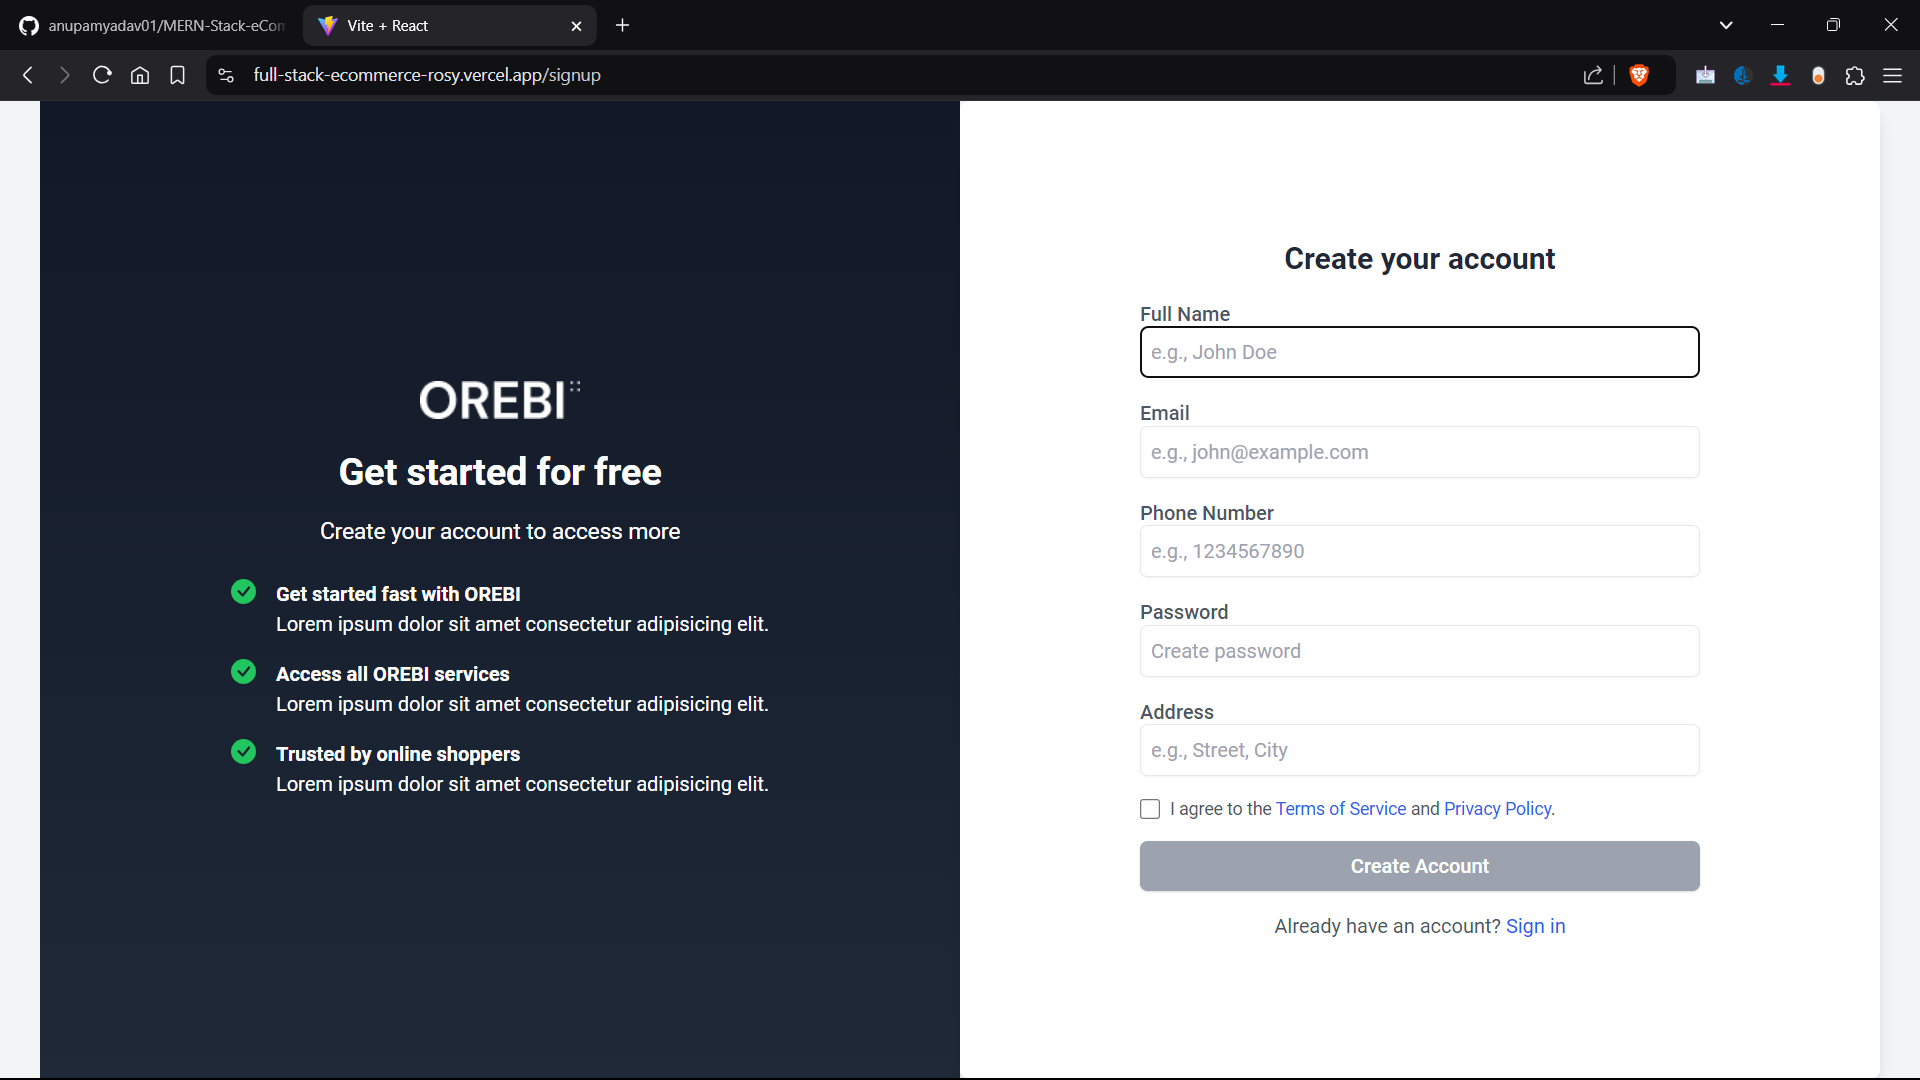 anupamyadav01/MERN-Stack-eCom
Vite + React
full-stack-ecommerce-rosy.vercel.app/signup
OREBI
Get started for free
Create your account to access more
Get started fast with OREBI
Lorem ipsum dolor sit amet consectetur adipisicing elit.
Access all OREBI services
Lorem ipsum dolor sit amet consectetur adipisicing elit.
Trusted by online shoppers
Lorem ipsum dolor sit amet consectetur adipisicing elit.
Create your account
Full Name
e.g., John Doe
Email
e.g., john@example.com
Phone Number
e.g., 1234567890
Password
Create password
Address
e.g., Street, City
I agree to the Terms of Service and Privacy Policy.
Create Account
Already have an account? Sign in